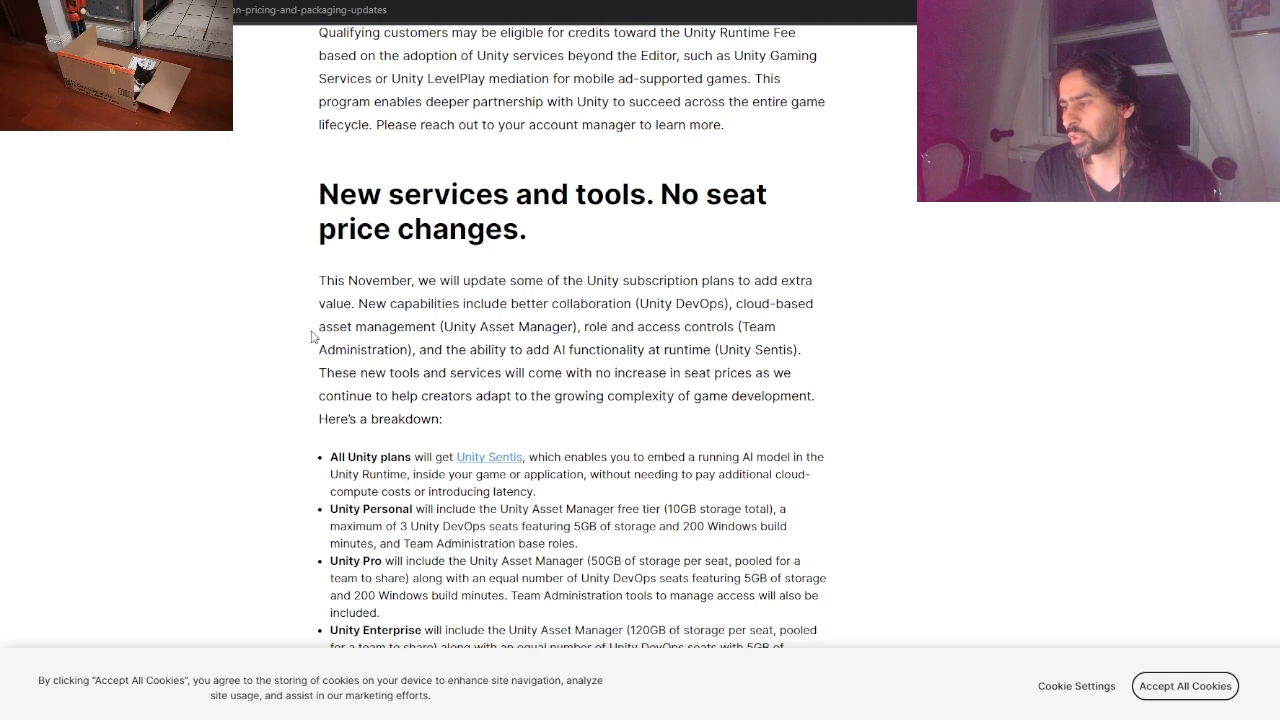 an-pricing-and-packaging-updates
Qualifying customers may be eligible for credits toward the Unity Runtime Fee
based on the adoption of Unity services beyond the Editor, such as Unity Gaming
Services or Unity LevelPlay mediation for mobile ad-supported games. This
program enables deeper partnership with Unity to succeed across the entire game
lifecycle. Please reach out to your account manager to learn more.
New services and tools. No seat
price changes.
This November, we will update some of the Unity subscription plans to add extra
value. New capabilities include better collaboration (Unity DevOps), cloud-based
asset management (Unity Asset Manager), role and access controls (Team
Administration), and the ability to add AI functionality at runtime (Unity Sentis).
These new tools and services will come with no increase in seat prices as we
continue to help creators adapt to the growing complexity of game development.
Here's a breakdown:
• All Unity plans will get Unity Sentis, which enables you to embed a running AI model in the
Unity Runtime, inside your game or application, without needing to pay additional cloud-
compute costs or introducing latency.
• Unity Personal will include the Unity Asset Manager free tier (10GB storage total), a
maximum of 3 Unity DevOps seats featuring 5GB of storage and 200 Windows build
minutes, and Team Administration base roles.
• Unity Pro will include the Unity Asset Manager (50GB of storage per seat, pooled for a
team to share) along with an equal number of Unity DevOps seats featuring 5GB of storage
and 200 Windows build minutes. Team Administration tools to manage access will also be
included.
• Unity Enterprise will include the Unity Asset Manager (120GB of storage per seat, pooled
for a team to share) along with an equal number of Unity DevOps seats with 5GB of
By clicking “Accept All Cookies”, you agree to the storing of cookies on your device to enhance site navigation, analyze
site usage, and assist in our marketing efforts.
Cookie Settings
Accept All Cookies